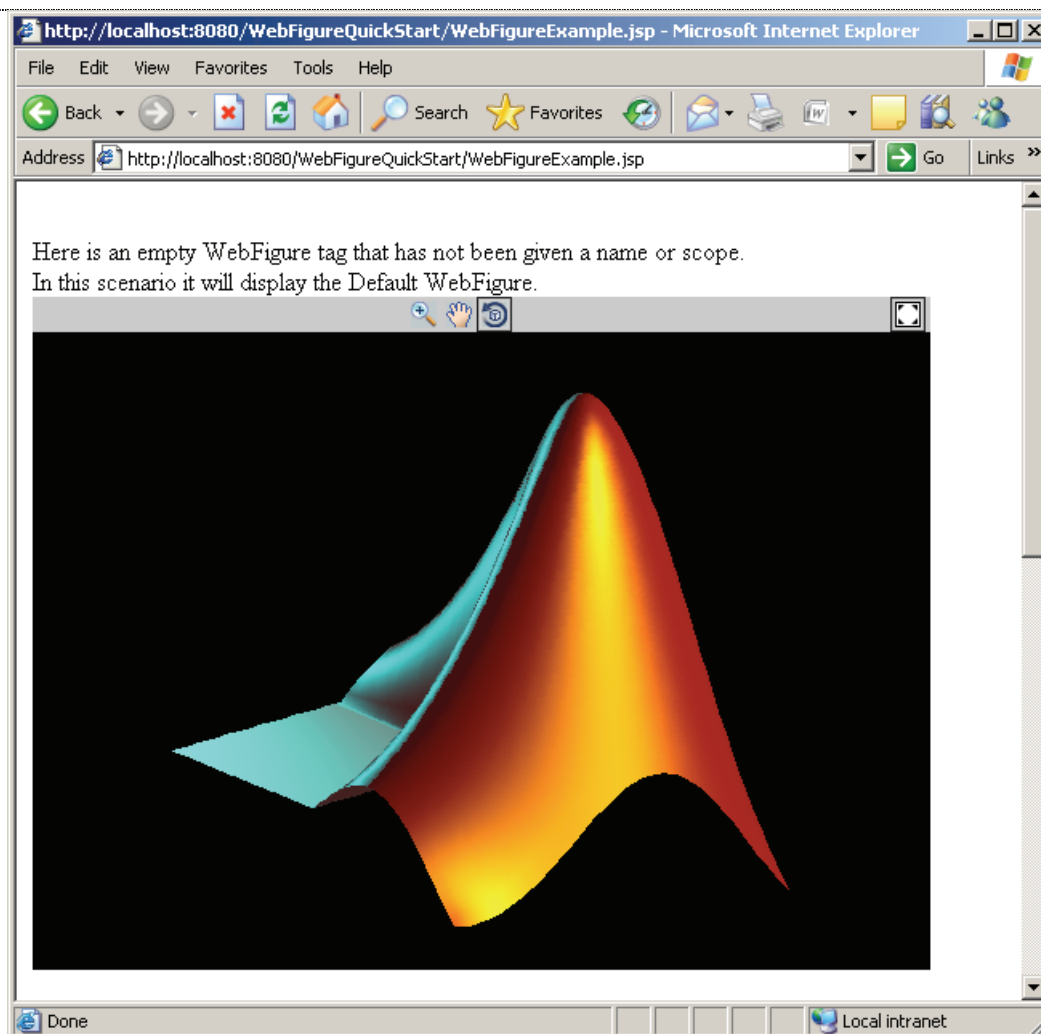 http://localhost:8080/WebFigureQuickStart/WebFigureExample.jsp - Microsoft Internet Explorer
File Edit View Favorites Tools Help
Back Search Favorites W
Address http://localhost:8080/WebFigureQuickStart/WebFigureExample.jsp Go Links »
Here is an empty WebFigure tag that has not been given a name or scope.
In this scenario it will display the Default WebFigure.
Done Local intranet